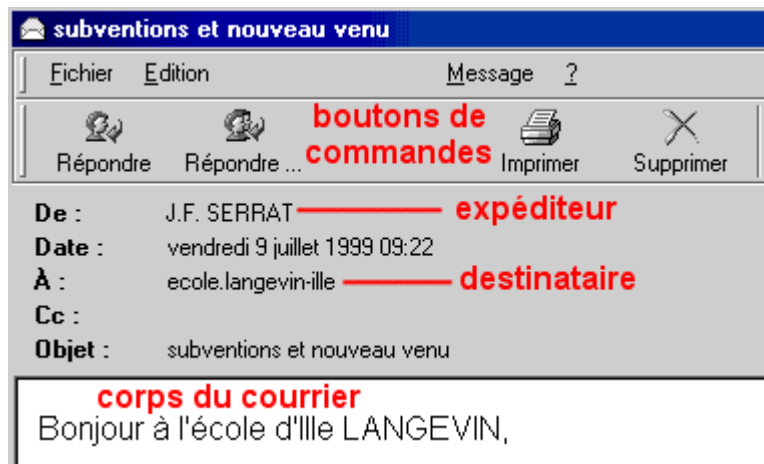 subventions et nouveau venu
Fichier Edition Message ?
boutons de
commandes
Répondre Répondre ... Imprimer Supprimer
De : J.F. SERRAT expéditeur
Date : vendredi 9 juillet 1999 09:22
À : ecole.langevin-ille destinataire
Cc :
Objet : subventions et nouveau venu
corps du courrier
Bonjour à l'école d'Ille LANGEVIN,